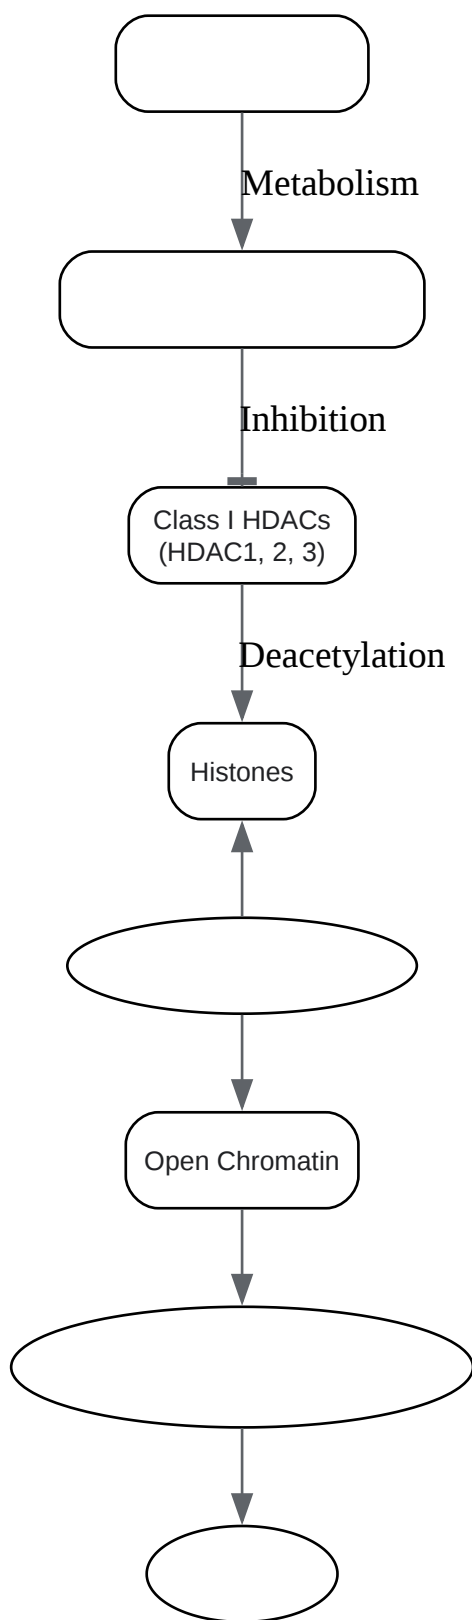 Metabolism
Inhibition
Class I HDACs
(HDAC1, 2, 3)
Deacetylation
Histones
Open Chromatin